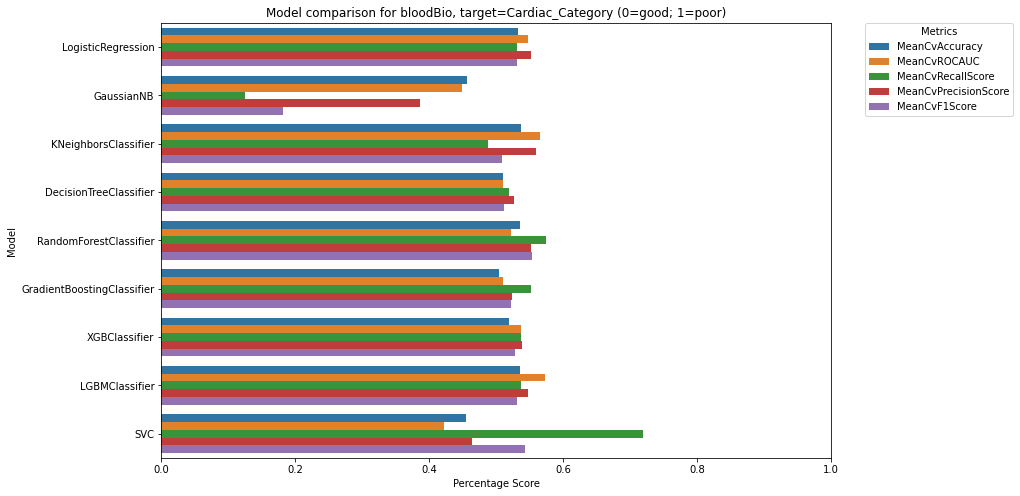 Model comparison for bloodBio, target=Cardiac_Category (0=good; 1=poor)
Metrics
MeanCvAccuracy
MeanCvROCAUC
MeanCvRecallScore
MeanCvPrecisionScore
MeanCvF1Score
Model
LogisticRegression
GaussianNB
KNeighborsClassifier
DecisionTreeClassifier
RandomForestClassifier
GradientBoostingClassifier
XGBClassifier
LGBMClassifier
SVC
0.0 0.2 0.4 0.6 0.8 1.0
Percentage Score